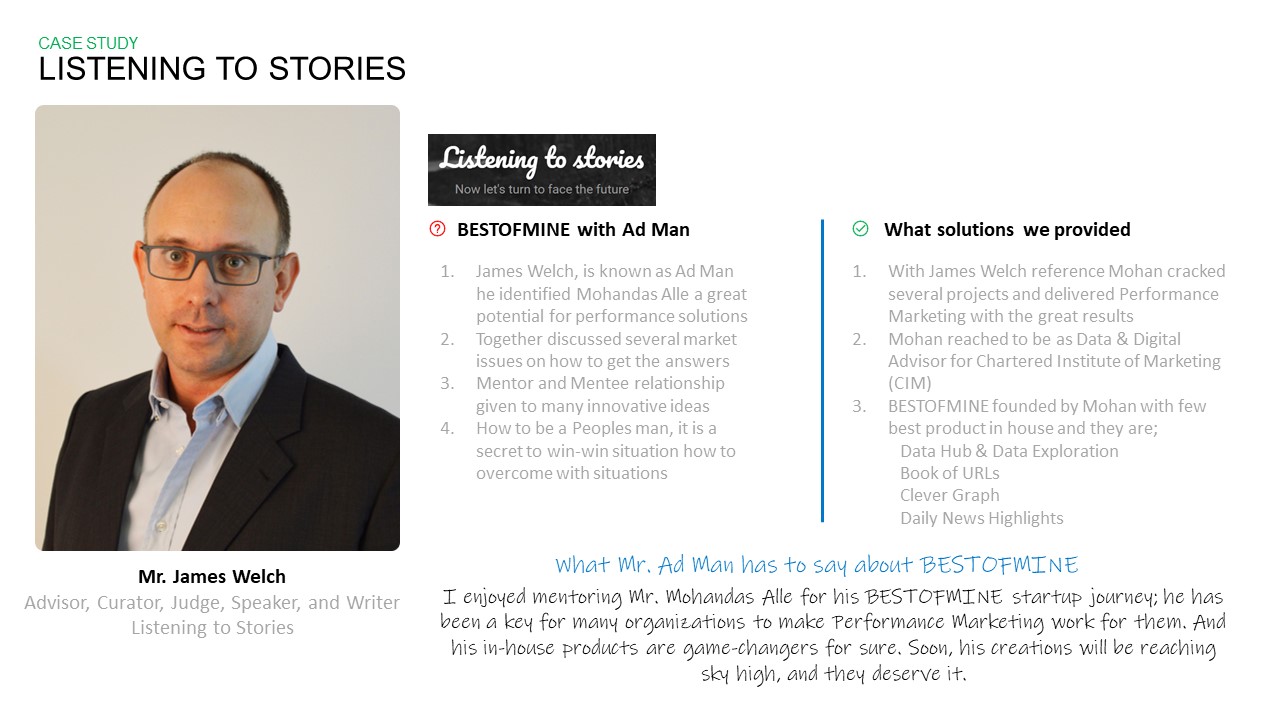 CASE STUDY
LISTENING TO STORIES
Listening to stories
Now let's turn to face the future
BESTOFMINE with Ad Man
1. James Welch, is known as Ad Man
he identified Mohandas Alle a great
potential for performance solutions
2. Together discussed several market
issues on how to get the answers
3. Mentor and Mentee relationship
given to many innovative ideas
4. How to be a Peoples man, it is a
secret to win-win situation how to
overcome with situations
What solutions we provided
1. With James Welch reference Mohan cracked
several projects and delivered Performance
Marketing with the great results
2. Mohan reached to be as Data & Digital
Advisor for Chartered Institute of Marketing
(CIM)
3. BESTOFMINE founded by Mohan with few
best product in house and they are;
Data Hub & Data Exploration
Book of URLs
Clever Graph
Daily News Highlights
Mr. James Welch
Advisor, Curator, Judge, Speaker, and Writer
Listening to Stories
What Mr. Ad Man has to say about BESTOFMINE
I enjoyed mentoring Mr. Mohandas Alle for his BESTOFMINE startup journey; he has
been a key for many organizations to make Performance Marketing work for them. And
his in-house products are game-changers for sure. Soon, his creations will be reaching
sky high, and they deserve it.